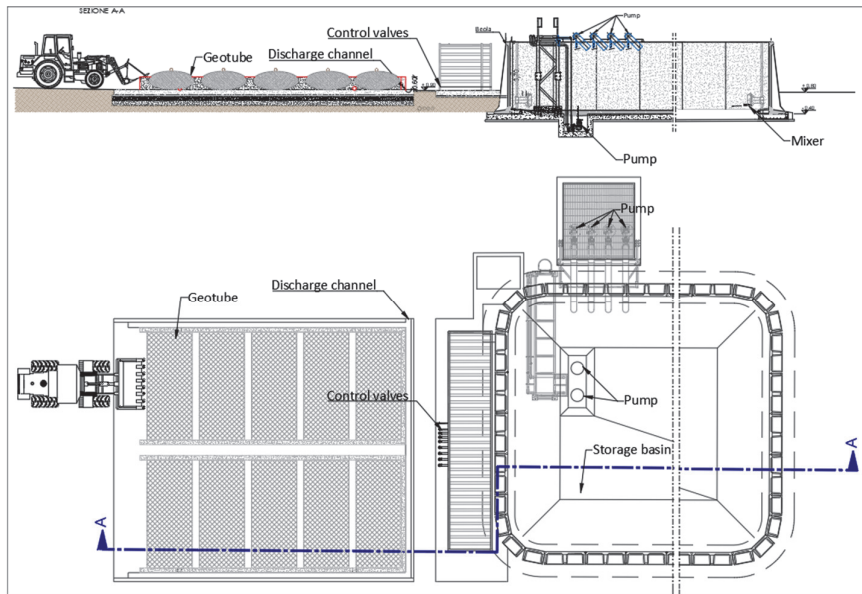 SEZIONE A-A
Pump
Control valves
Geotube
Discharge channel
Mixer
Pump
Pump
Discharge channel
Geotube
Control valves
Pump
Storage basin
A
A